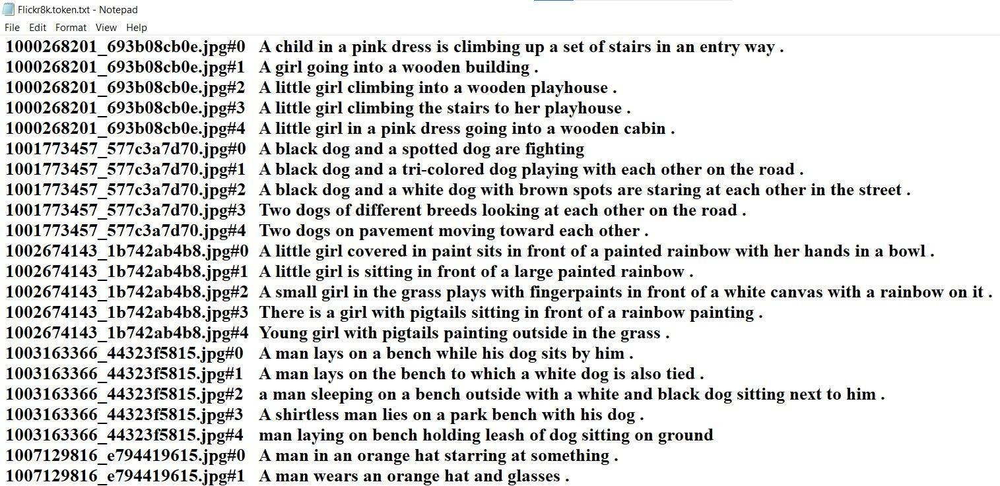 Flickr8k.token.txt - Notepad
File Edit Format View Help
1000268201_693b08cb0e.jpg#0 A child in a pink dress is climbing up a set of stairs in an entry way .
1000268201_693b08cb0e.jpg#1 A girl going into a wooden building .
1000268201_693b08cb0e.jpg#2 A little girl climbing into a wooden playhouse .
1000268201_693b08cb0e.jpg#3 A little girl climbing the stairs to her playhouse .
1000268201_693b08cb0e.jpg#4 A little girl in a pink dress going into a wooden cabin .
1001773457_577c3a7d70.jpg#0 A black dog and a spotted dog are fighting
1001773457_577c3a7d70.jpg#1 A black dog and a tri-colored dog playing with each other on the road .
1001773457_577c3a7d70.jpg#2 A black dog and a white dog with brown spots are staring at each other in the street .
1001773457_577c3a7d70.jpg#3 Two dogs of different breeds looking at each other on the road .
1001773457_577c3a7d70.jpg#4 Two dogs on pavement moving toward each other .
1002674143_1b742ab4b8.jpg#0 A little girl covered in paint sits in front of a painted rainbow with her hands in a bowl .
1002674143_1b742ab4b8.jpg#1 A little girl is sitting in front of a large painted rainbow .
1002674143_1b742ab4b8.jpg#2 A small girl in the grass plays with fingerpaints in front of a white canvas with a rainbow on it .
1002674143_1b742ab4b8.jpg#3 There is a girl with pigtails sitting in front of a rainbow painting .
1002674143_1b742ab4b8.jpg#4 Young girl with pigtails painting outside in the grass .
1003163366_44323f5815.jpg#0 A man lays on a bench while his dog sits by him .
1003163366_44323f5815.jpg#1 A man lays on the bench to which a white dog is also tied .
1003163366_44323f5815.jpg#2 a man sleeping on a bench outside with a white and black dog sitting next to him .
1003163366_44323f5815.jpg#3 A shirtless man lies on a park bench with his dog .
1003163366_44323f5815.jpg#4 man laying on bench holding leash of dog sitting on ground
1007129816_e794419615.jpg#0 A man in an orange hat starring at something .
1007129816_e794419615.jpg#1 A man wears an orange hat and glasses .